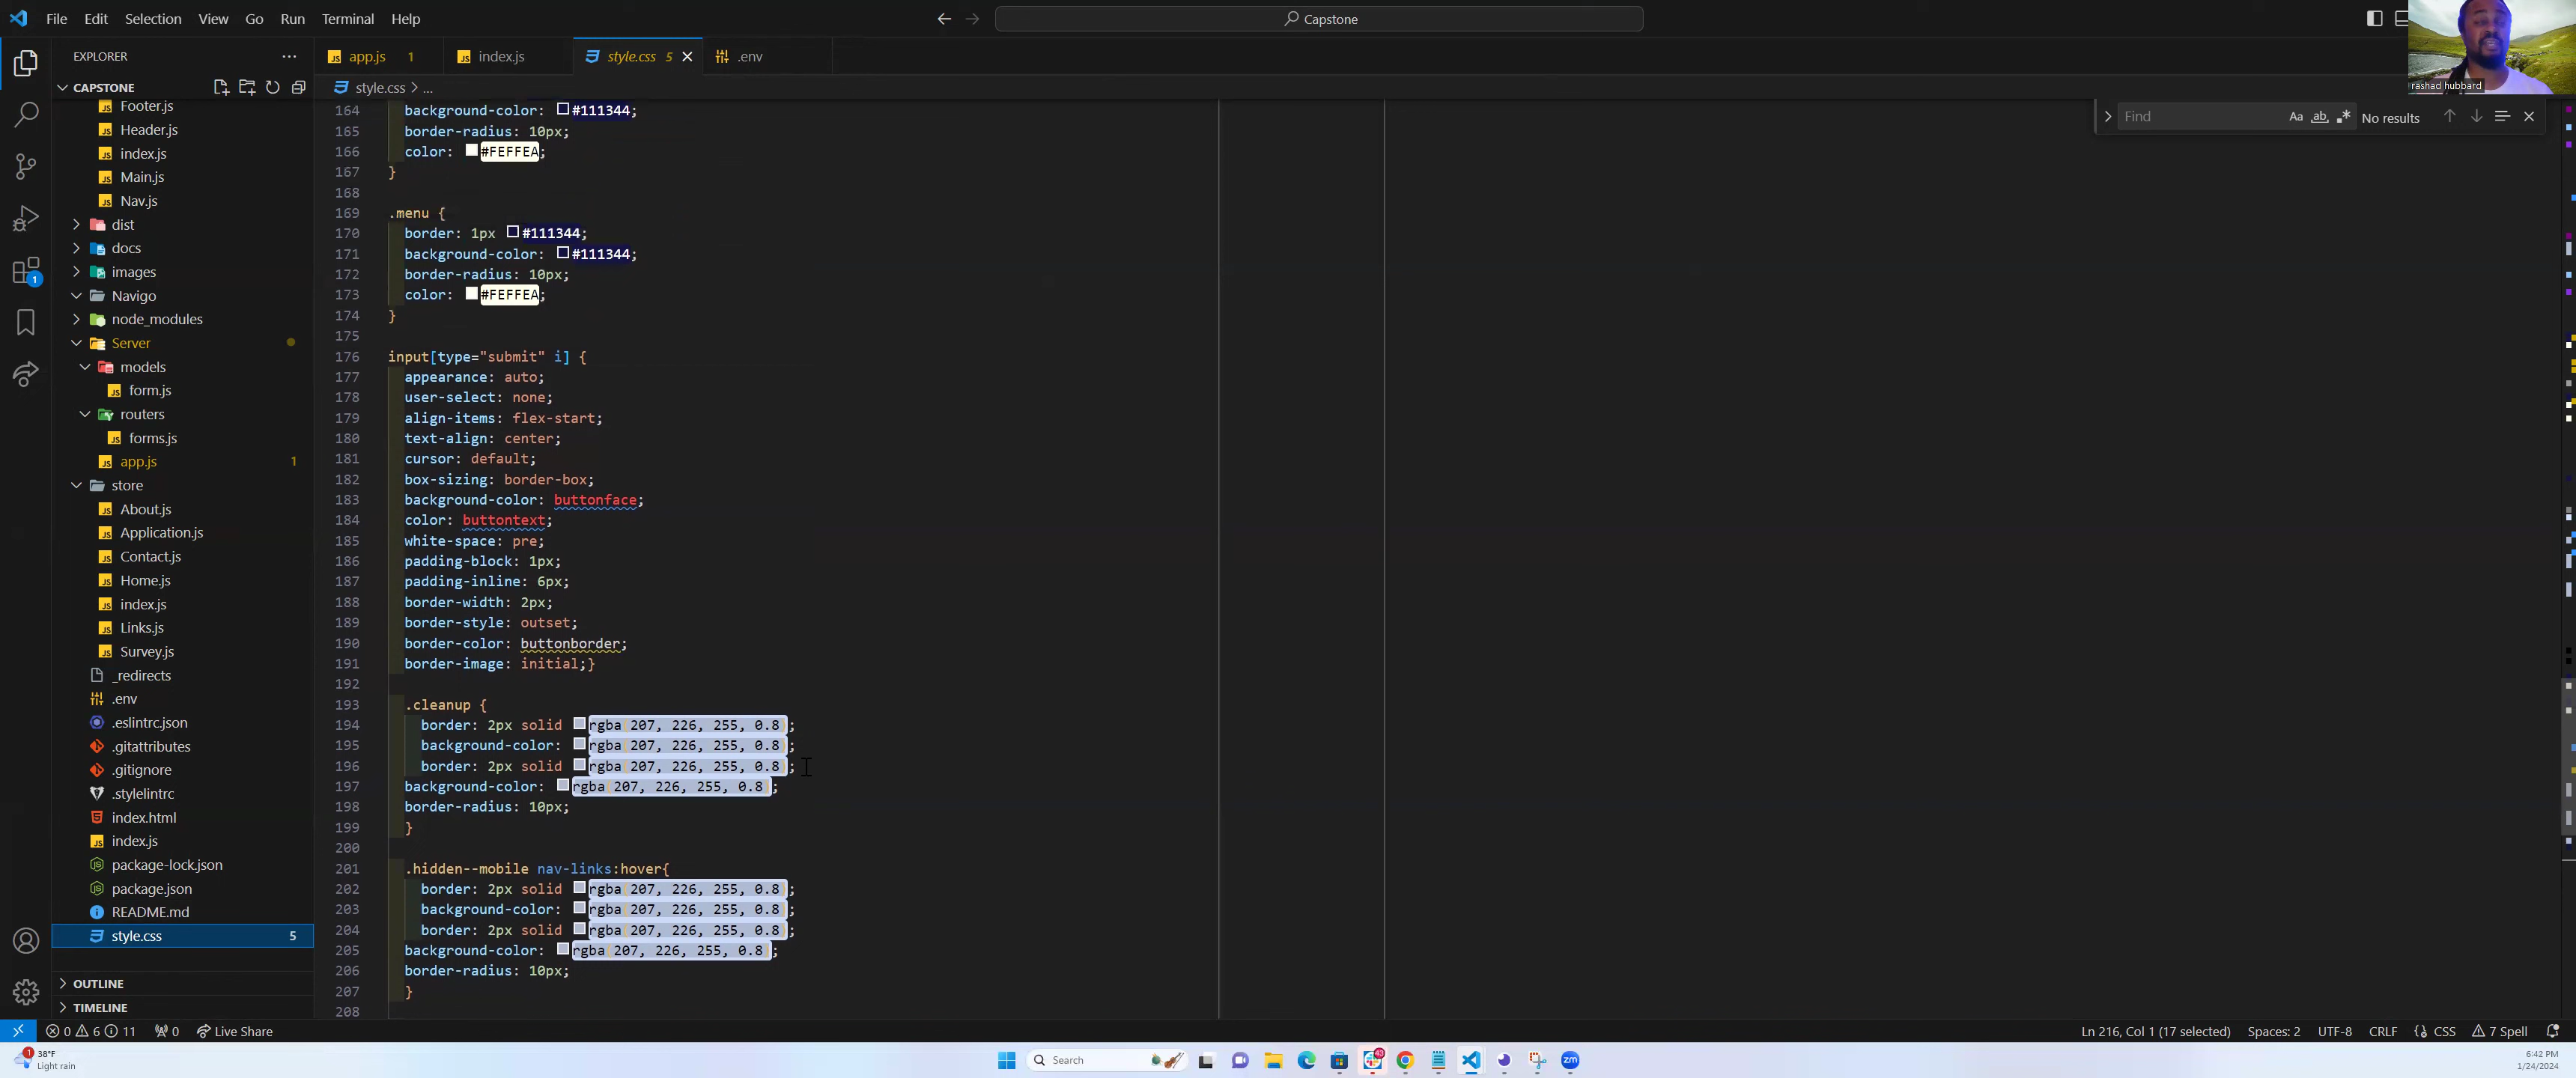 File Edit Selection View Go Run Terminal Help
Capstone
EXPLORER
app.js 1
index.js
style.css 5
.env
rashad hubbard
CAPSTONE
style.css > ...
Find
Aa ab .* No results
Footer.js
Header.js
index.js
Main.js
Nav.js
dist
docs
images
Navigo
node_modules
Server
models
form.js
routers
forms.js
app.js 1
store
About.js
Application.js
Contact.js
Home.js
index.js
Links.js
Survey.js
_redirects
.env
.eslintrc.json
.gitattributes
.gitignore
.stylelintrc
index.html
index.js
package-lock.json
package.json
README.md
style.css 5
OUTLINE
TIMELINE
164 background-color: #111344;
165 border-radius: 10px;
166 color: #FEFFEA;
167 }
168
169 .menu {
170 border: 1px #111344;
171 background-color: #111344;
172 border-radius: 10px;
173 color: #FEFFEA;
174 }
175
176 input[type="submit" i] {
177 appearance: auto;
178 user-select: none;
179 align-items: flex-start;
180 text-align: center;
181 cursor: default;
182 box-sizing: border-box;
183 background-color: buttonface;
184 color: buttontext;
185 white-space: pre;
186 padding-block: 1px;
187 padding-inline: 6px;
188 border-width: 2px;
189 border-style: outset;
190 border-color: buttonborder;
191 border-image: initial;}
192
193 .cleanup {
194 border: 2px solid rgba(207, 226, 255, 0.8);
195 background-color: rgba(207, 226, 255, 0.8);
196 border: 2px solid rgba(207, 226, 255, 0.8);
197 background-color: rgba(207, 226, 255, 0.8);
198 border-radius: 10px;
199 }
200
201 .hidden--mobile nav-links:hover{
202 border: 2px solid rgba(207, 226, 255, 0.8);
203 background-color: rgba(207, 226, 255, 0.8);
204 border: 2px solid rgba(207, 226, 255, 0.8);
205 background-color: rgba(207, 226, 255, 0.8);
206 border-radius: 10px;
207 }
208
1
0 6 11 0 Live Share
Ln 216, Col 1 (17 selected) Spaces: 2 UTF-8 CRLF {} CSS 7 Spell
1 38°F
Light rain
Search
43
zm
6:42 PM
1/24/2024